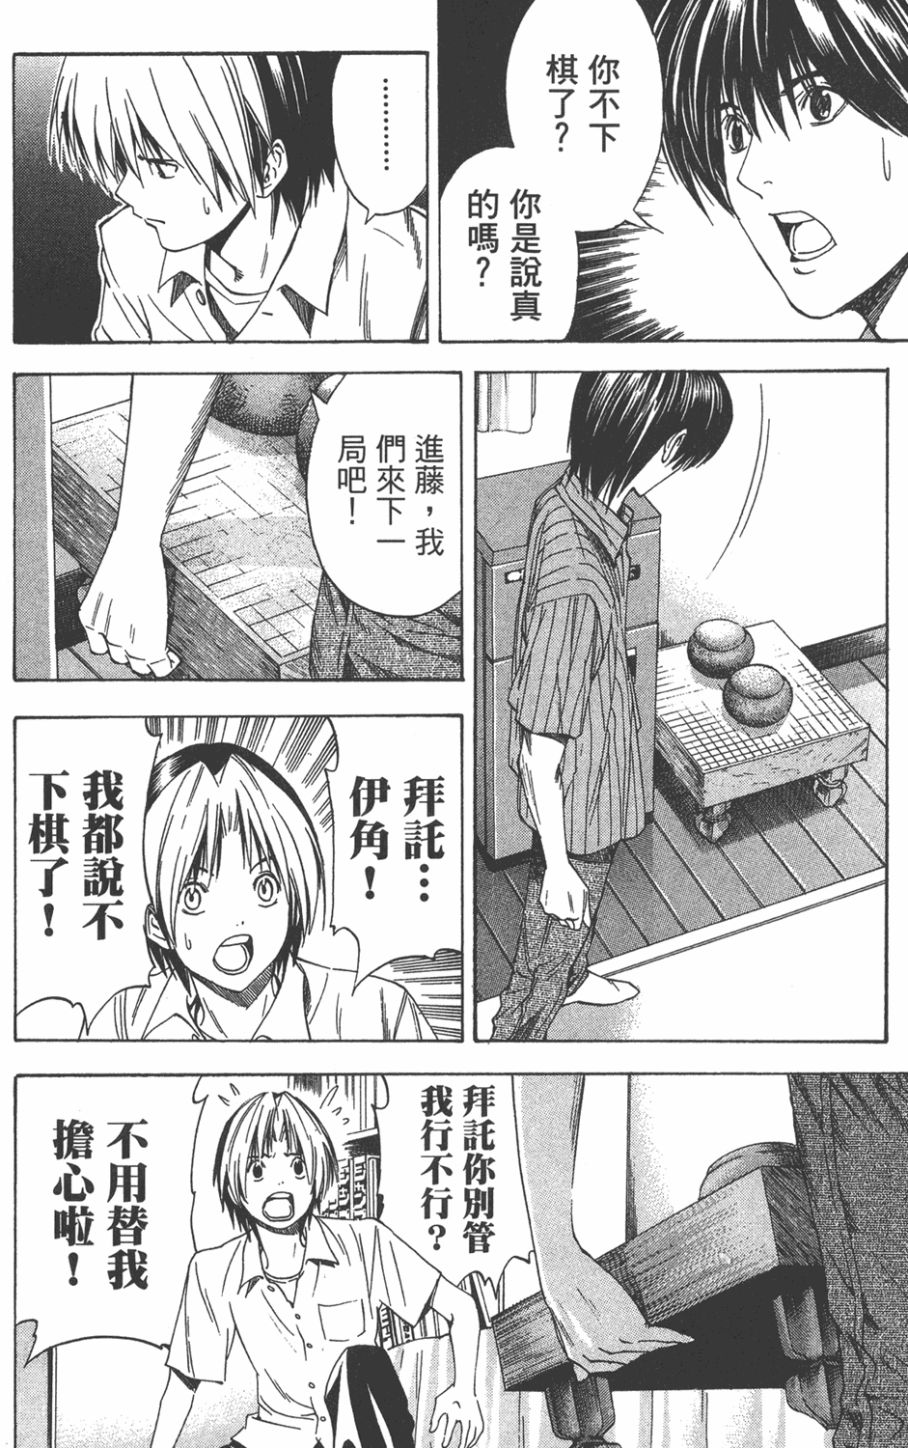 你不下
棋了？
你是說真
的嗎？
………
進藤，我
們來下一
局吧！
拜託…
伊角！
我都說不
下棋了！
拜託你別管
我行不行？
不用替我
擔心啦！